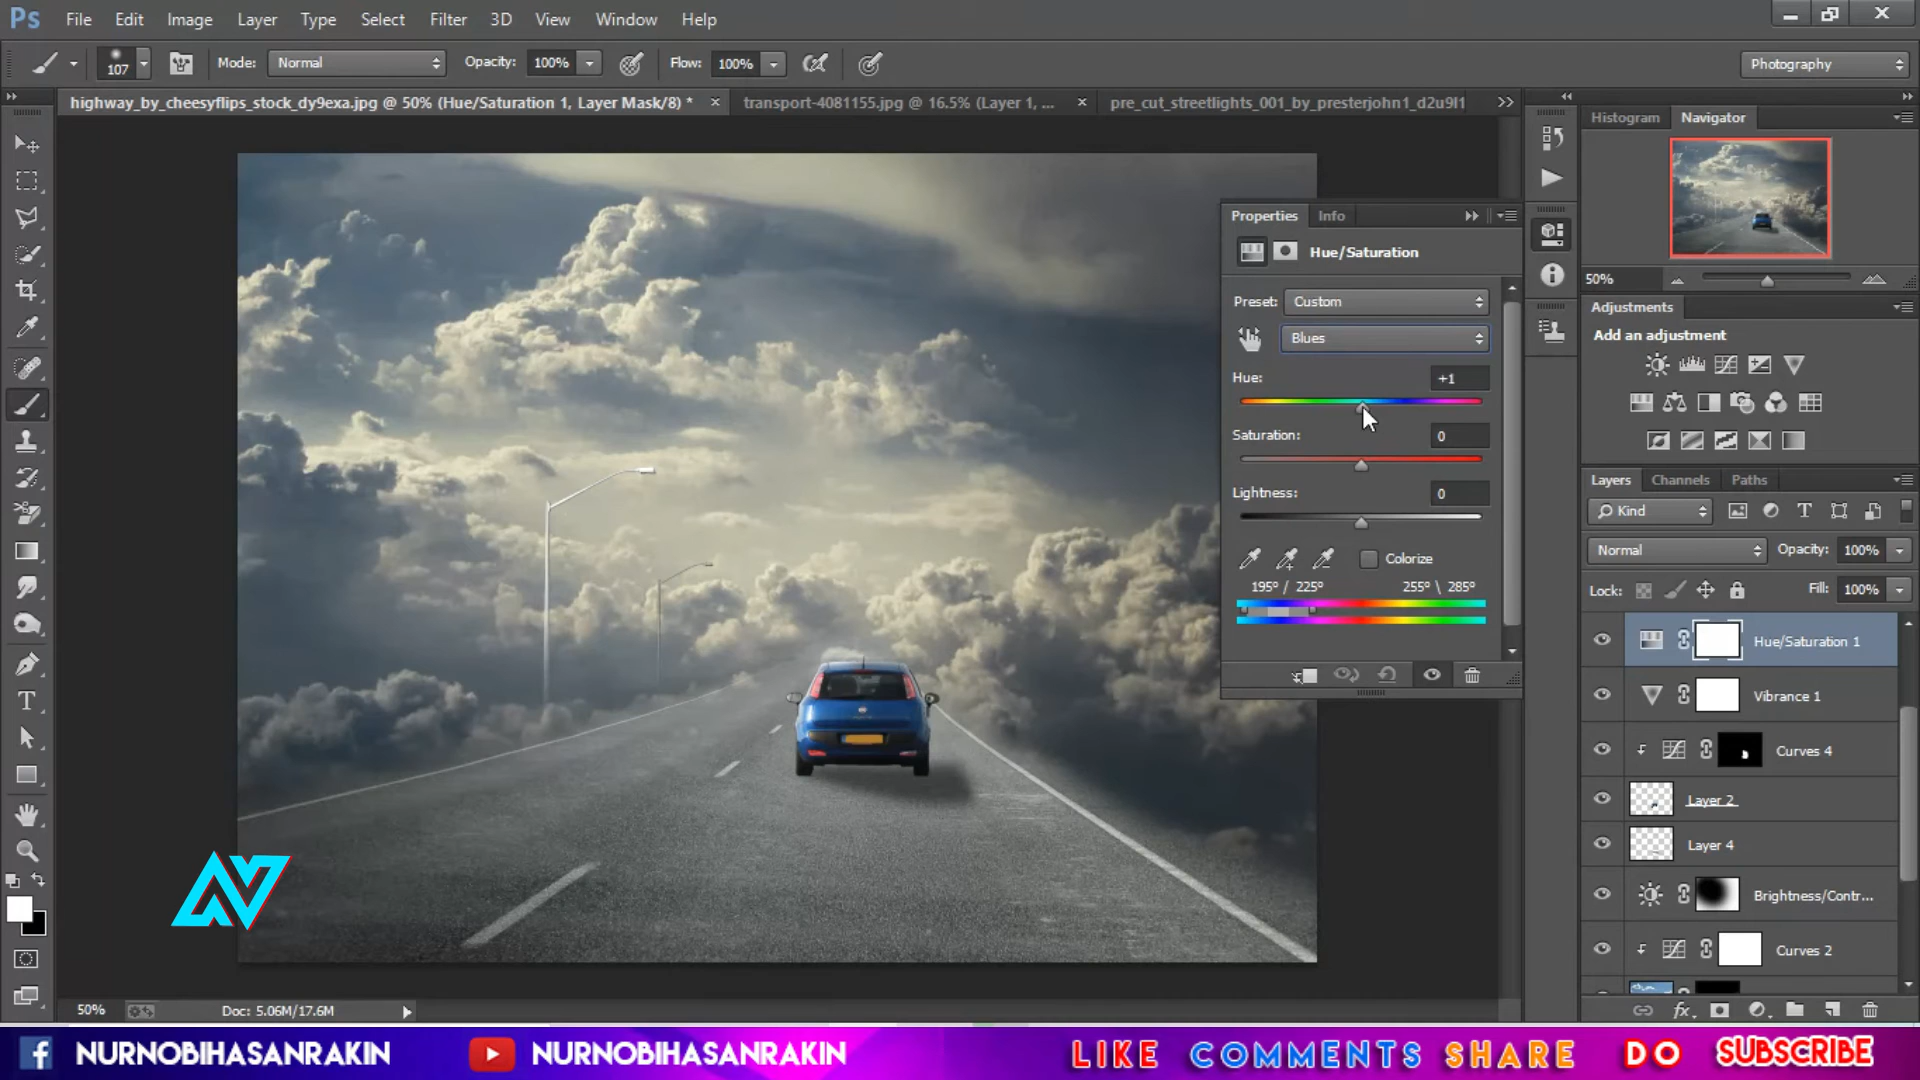 Ps File Edit Image Layer Type Select Filter 3D View Window Help
107 Mode: Normal Opacity: 100% Flow: 100% Photography
highway_by_cheesyflips_stock_dy9exa.jpg @ 50% (Hue/Saturation 1, Layer Mask/8) * transport-4081155.jpg @ 16.5% (Layer 1, ... pre_cut_streetlights_001_by_presterjohn1_d2u9l1
Histogram Navigator
50%
Properties Info
Hue/Saturation
Preset: Custom
Blues
Hue: +1
Saturation: 0
Lightness: 0
Colorize
195° / 225° 255° \ 285°
Adjustments
Add an adjustment
Layers Channels Paths
Kind
Normal Opacity: 100%
Lock: Fill: 100%
Hue/Saturation 1
Vibrance 1
Curves 4
Layer 2
Layer 4
Brightness/Contr...
Curves 2
50% Doc: 5.06M/17.6M
NURNOBIHASANRAKIN NURNOBIHASANRAKIN LIKE COMMENTS SHARE DO SUBSCRIBE